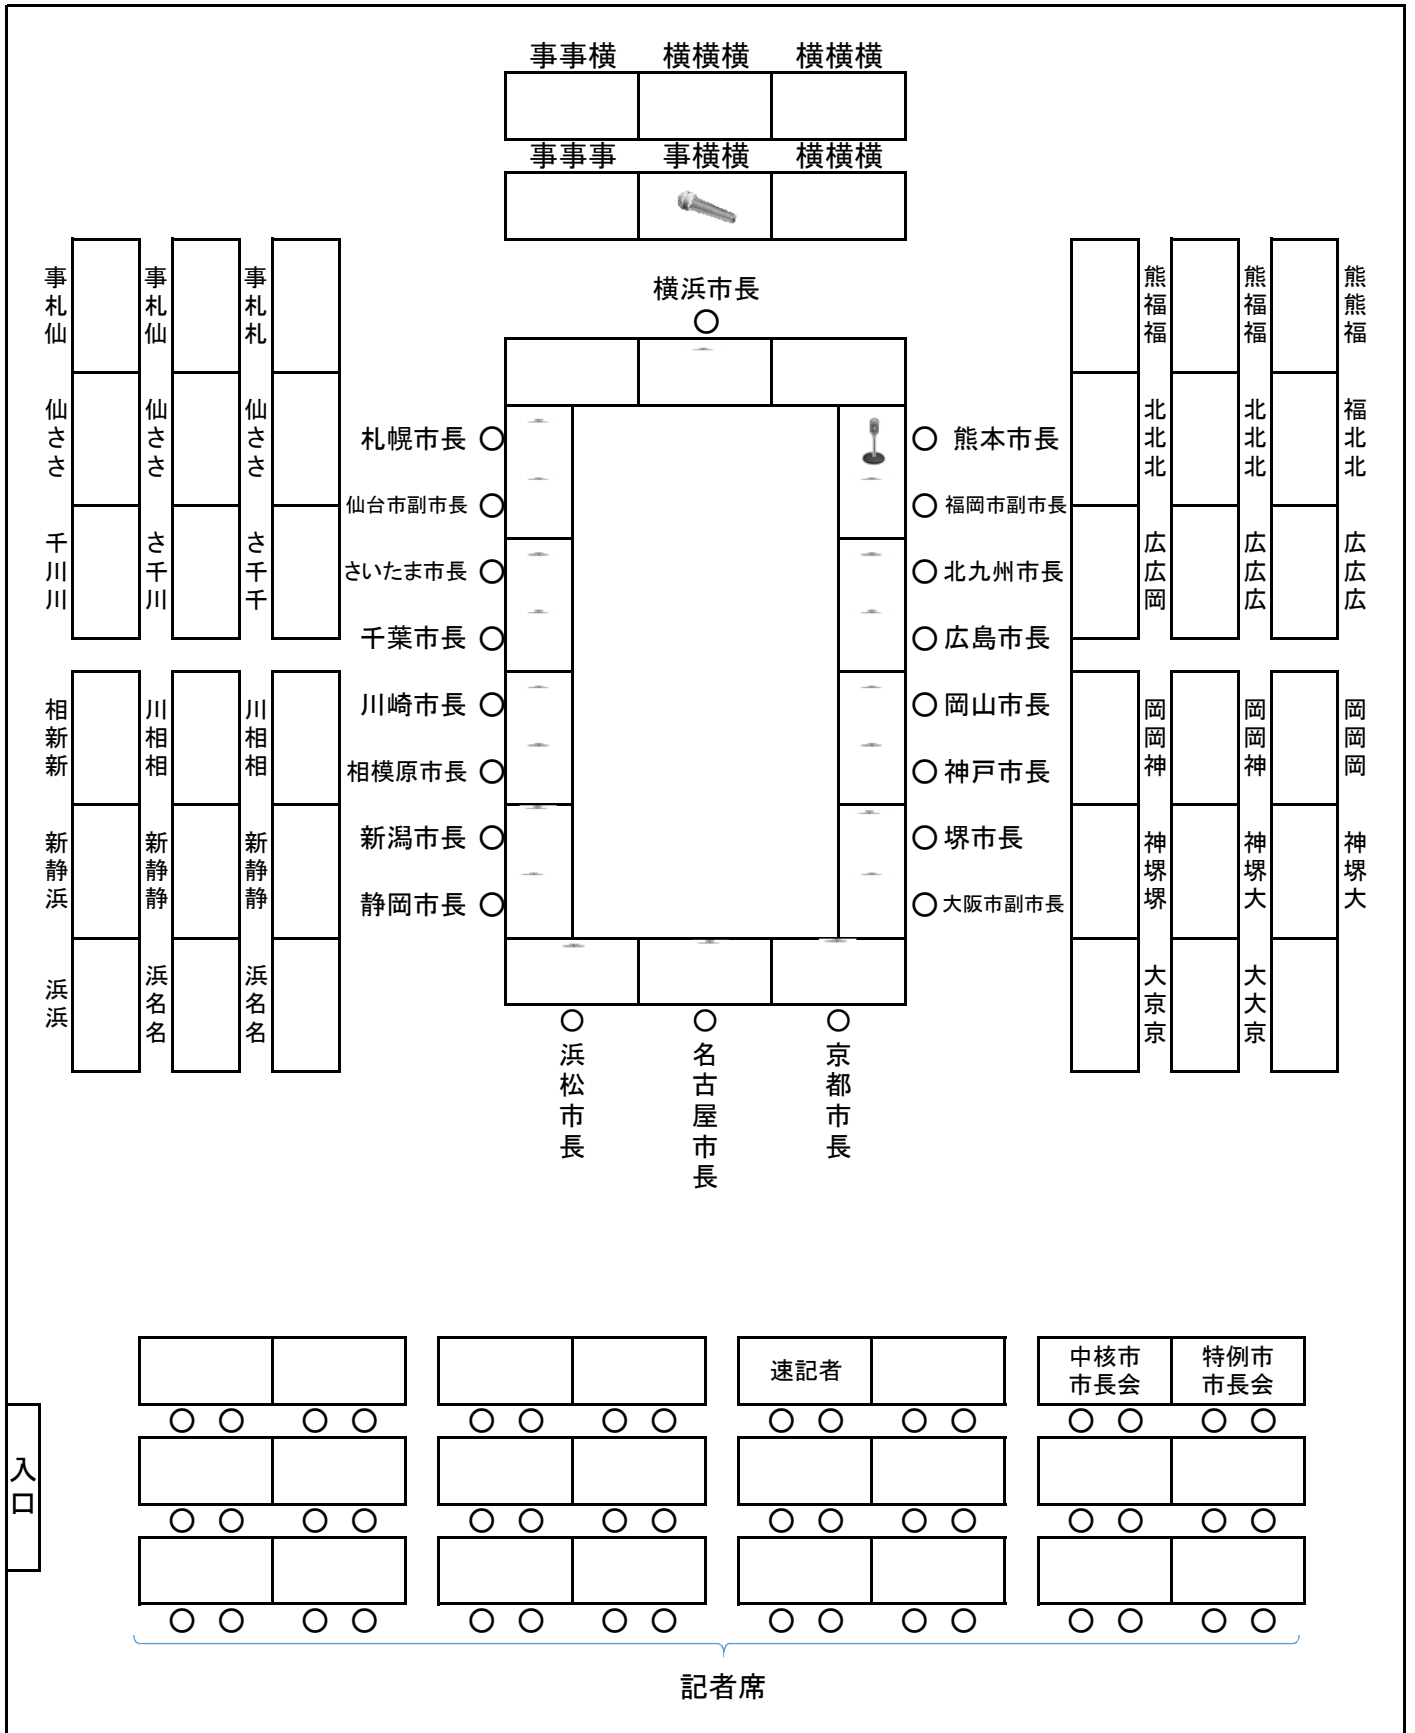 事事横 横横横 横横横
事事事 事横横 横横横
横浜市長
事札仙
事札仙
事札札
仙ささ
仙ささ
仙ささ
千川川
さ千川
さ千千
相新新
川相相
川相相
新静浜
新静静
新静静
浜浜
浜名名
浜名名
札幌市長
仙台市副市長
さいたま市長
千葉市長
川崎市長
相模原市長
新潟市長
静岡市長
熊本市長
福岡市副市長
北九州市長
広島市長
岡山市長
神戸市長
堺市長
大阪市副市長
熊福福
熊福福
熊熊福
北北北
北北北
福北北
広広岡
広広広
広広広
岡岡神
岡岡神
岡岡岡
神堺堺
神堺大
神堺大
大京京
大大京
浜松市長
名古屋市長
京都市長
速記者
中核市
市長会
特例市
市長会
入口
記者席